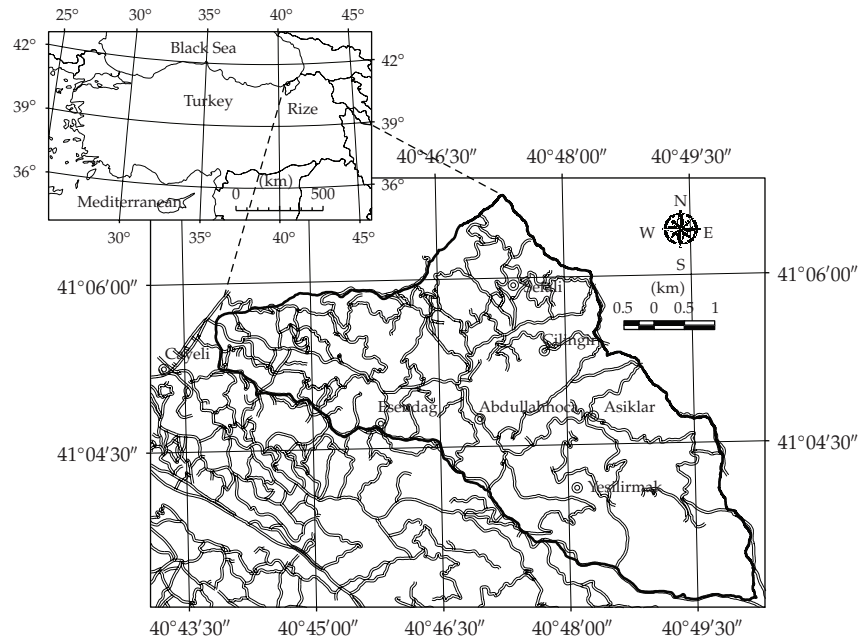 25° 30° 35° 40° 45°
42°
Black Sea
42°
39°
Turkey
Rize
39°
36°
(km)
36°
0 500
Mediterranean
30° 35° 40° 45°
40°46′30″ 40°48′00″ 40°49′30″
N
W E
S
41°06′00″
41°06′00″
(km)
0.5 0 0.5 1
Cilingir
Cayeli
Esendag
Abdullahhoca
Asiklar
41°04′30″
41°04′30″
Yesilirmak
40°43′30″ 40°45′00″ 40°46′30″ 40°48′00″ 40°49′30″